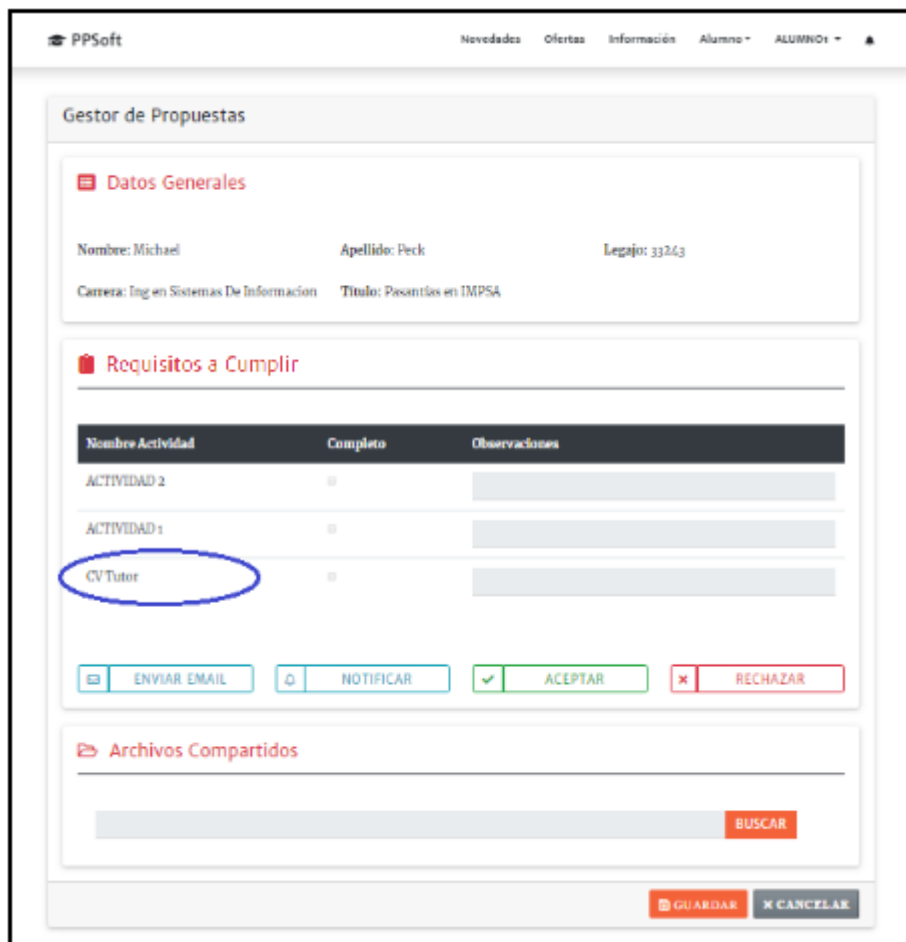 PPSoft Novedades Ofertas Información Alumno ALUMNO1
Gestor de Propuestas
Datos Generales
Nombre: Michael Apellido: Peck Legajo: 33243
Carrera: Ing en Sistemas De Informacion Título: Pasantías en IMPSA
Requisitos a Cumplir
Nombre Actividad Completo Observaciones
ACTIVIDAD 2
ACTIVIDAD 1
CV Tutor
ENVIAR EMAIL NOTIFICAR ACEPTAR RECHAZAR
Archivos Compartidos
BUSCAR
GUARDAR CANCELAR